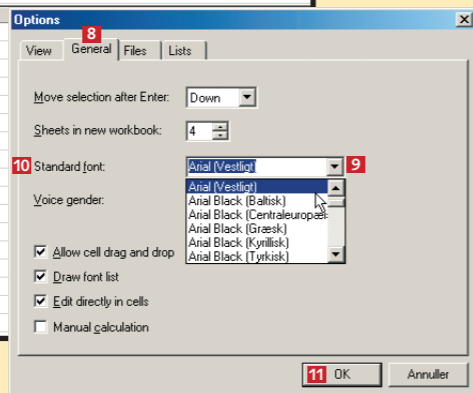 Options
8
View General Files Lists
Move selection after Enter: Down
Sheets in new workbook: 4
10 Standard font: Arial (Vestligt) 9
Arial (Vestligt)
Voice gender: Arial Black (Baltisk)
Arial Black (Centraleuropæ
Arial Black (Græsk)
Arial Black (Kyrillisk)
Arial Black (Tyrkisk)
Allow cell drag and drop
Draw font list
Edit directly in cells
Manual calculation
11 OK Annuller